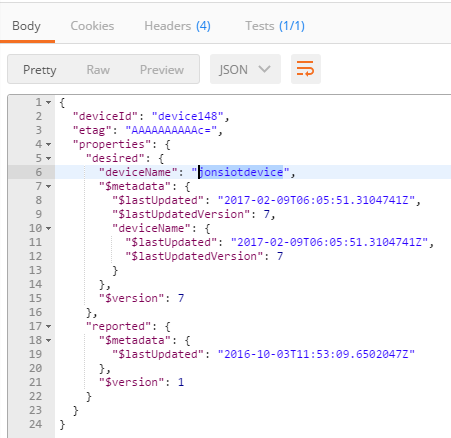 Body Cookies Headers (4) Tests (1/1)
Pretty Raw Preview JSON
1 {
2 "deviceId": "device148",
3 "etag": "AAAAAAAAAAc=",
4 "properties": {
5 "desired": {
6 "deviceName": "jonsiotdevice",
7 "$metadata": {
8 "$lastUpdated": "2017-02-09T06:05:51.3104741Z",
9 "$lastUpdatedVersion": 7,
10 "deviceName": {
11 "$lastUpdated": "2017-02-09T06:05:51.3104741Z",
12 "$lastUpdatedVersion": 7
13 }
14 },
15 "$version": 7
16 },
17 "reported": {
18 "$metadata": {
19 "$lastUpdated": "2016-10-03T11:53:09.6502047Z"
20 },
21 "$version": 1
22 }
23 }
24 }